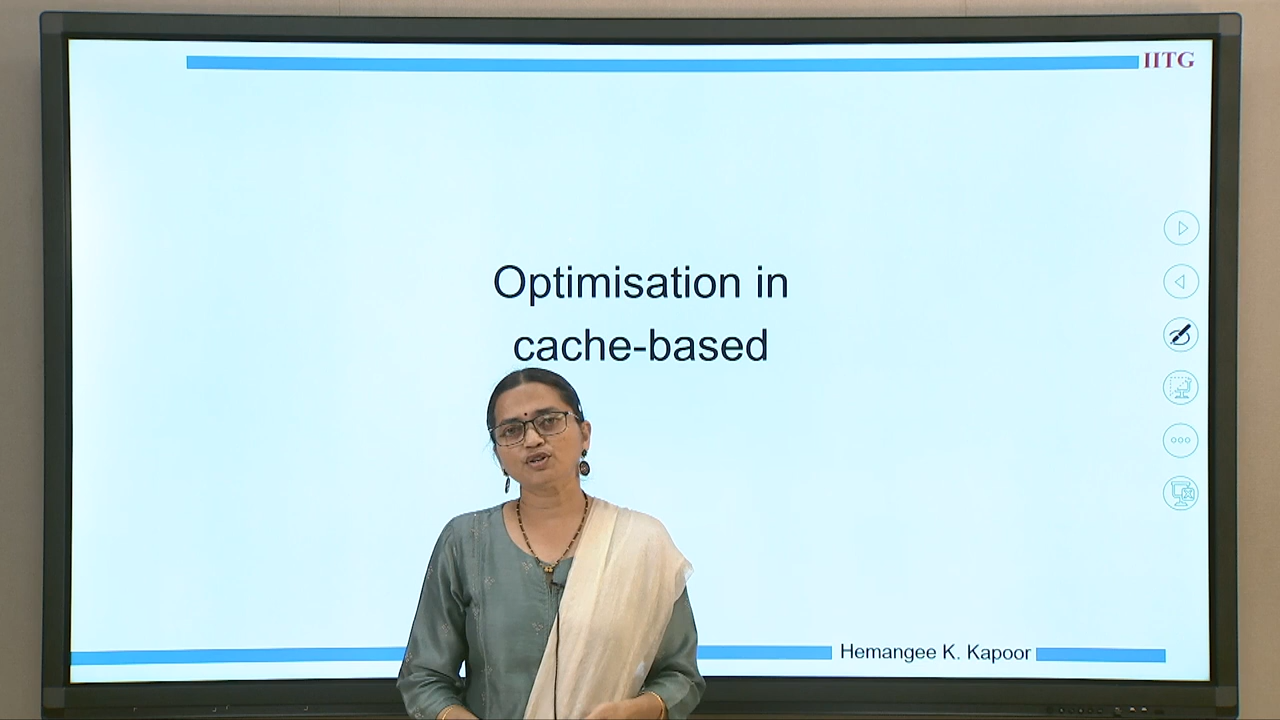 IITG
Optimisation in
cache-based
Hemangee K. Kapoor